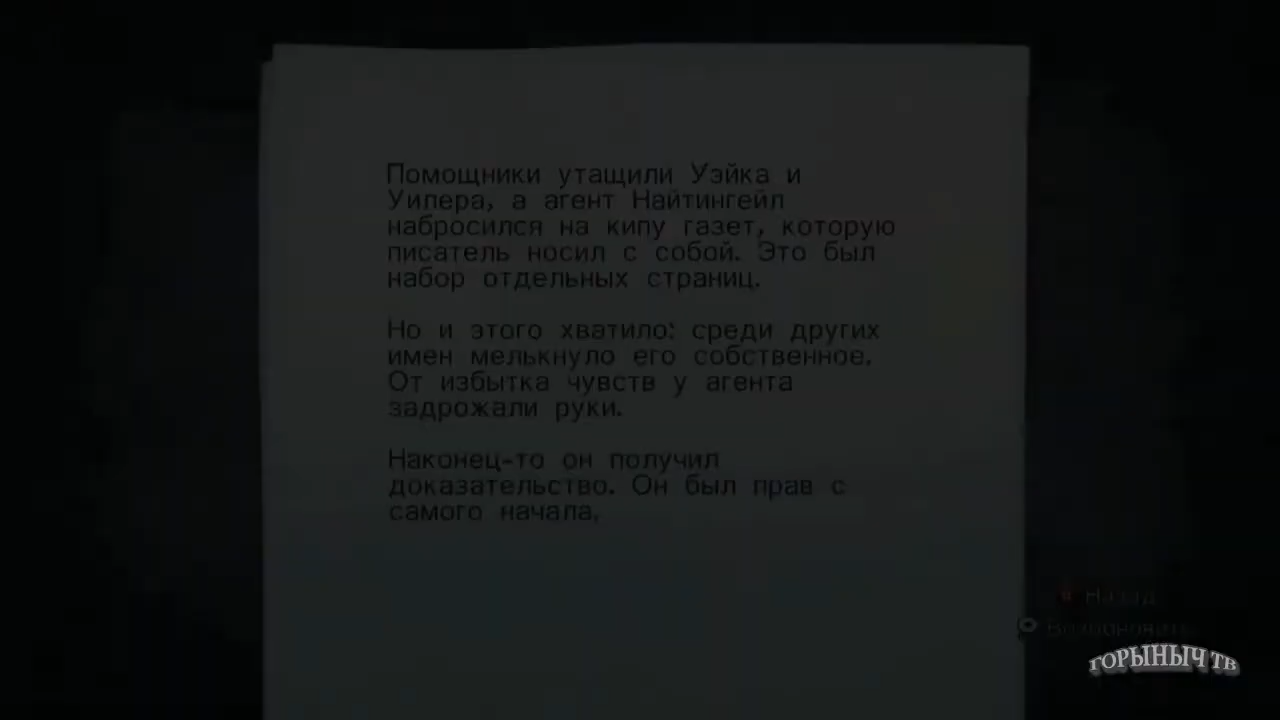 Помощники утащили Уэйка и
Уилера, а агент Найтингейл
набросился на кипу газет, которую
писатель носил с собой. Это был
набор отдельных страниц.
Но и этого хватило: среди других
имен мелькнуло его собственное.
От избытка чувств у агента
задрожали руки.
Наконец-то он получил
доказательство. Он был прав с
самого начала.
Назад
ГОРЫНЫЧ ТВ